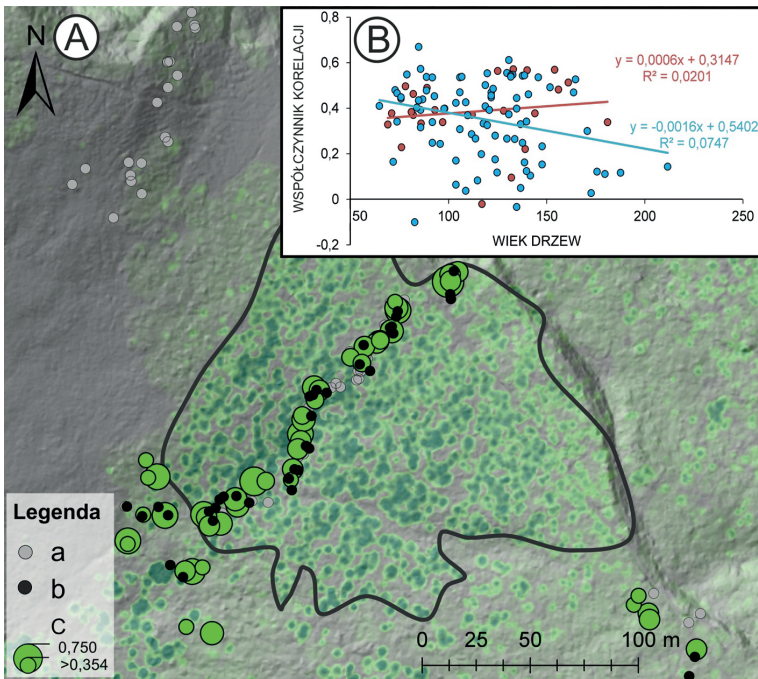 N
A
B
WSPÓŁCZYNNIK KORELACJI
0,8
0,6
0,4
0,2
0
-0,2
50
100
150
200
250
WIEK DRZEW
y = 0,0006x + 0,3147
R² = 0,0201
y = -0,0016x + 0,5402
R² = 0,0747
Legenda
a
b
c
0,750
>0,354
0 25 50 100 m